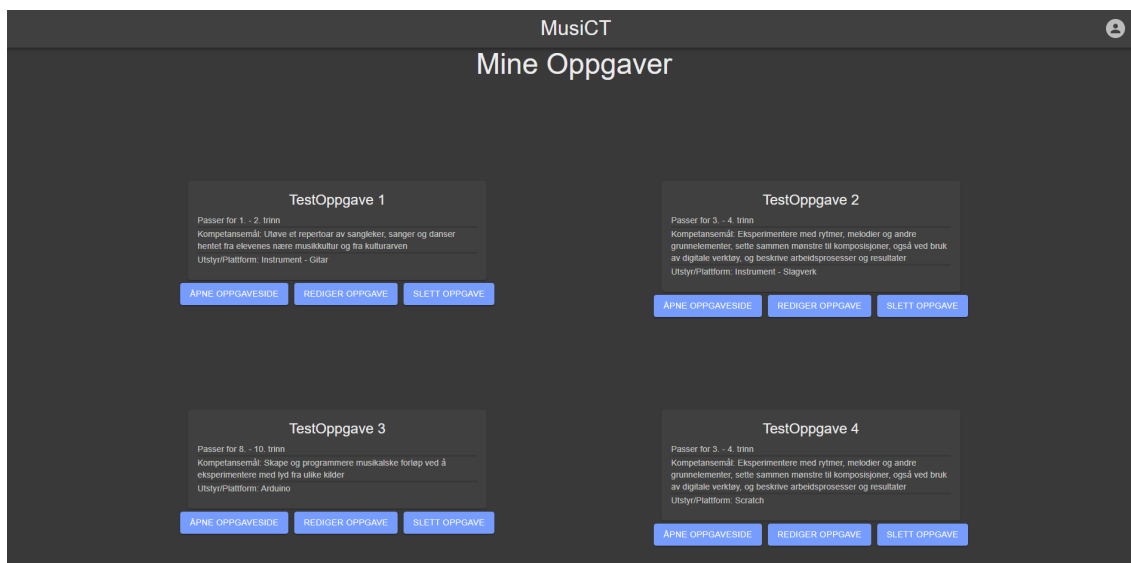 MusiCT
Mine Oppgaver
TestOppgave 1
Passer for 1. - 2. trinn
Kompetansemål: Utøve et repertoar av sangleker, sanger og danser
hentet fra elevenes nære musikkultur og fra kulturarven
Utstyr/Plattform: Instrument - Gitar
ÅPNE OPPGAVESIDE
REDIGER OPPGAVE
SLETT OPPGAVE
TestOppgave 2
Passer for 3. - 4. trinn
Kompetansemål: Eksperimentere med rytmer, melodier og andre
grunnelementer, sette sammen mønstre til komposisjoner, også ved bruk
av digitale verktøy, og beskrive arbeidsprosesser og resultater
Utstyr/Plattform: Instrument - Slagverk
ÅPNE OPPGAVESIDE
REDIGER OPPGAVE
SLETT OPPGAVE
TestOppgave 3
Passer for 8. - 10. trinn
Kompetansemål: Skape og programmere musikalske forløp ved å
eksperimentere med lyd fra ulike kilder
Utstyr/Plattform: Arduino
ÅPNE OPPGAVESIDE
REDIGER OPPGAVE
SLETT OPPGAVE
TestOppgave 4
Passer for 3. - 4. trinn
Kompetansemål: Eksperimentere med rytmer, melodier og andre
grunnelementer, sette sammen mønstre til komposisjoner, også ved bruk
av digitale verktøy, og beskrive arbeidsprosesser og resultater
Utstyr/Plattform: Scratch
ÅPNE OPPGAVESIDE
REDIGER OPPGAVE
SLETT OPPGAVE